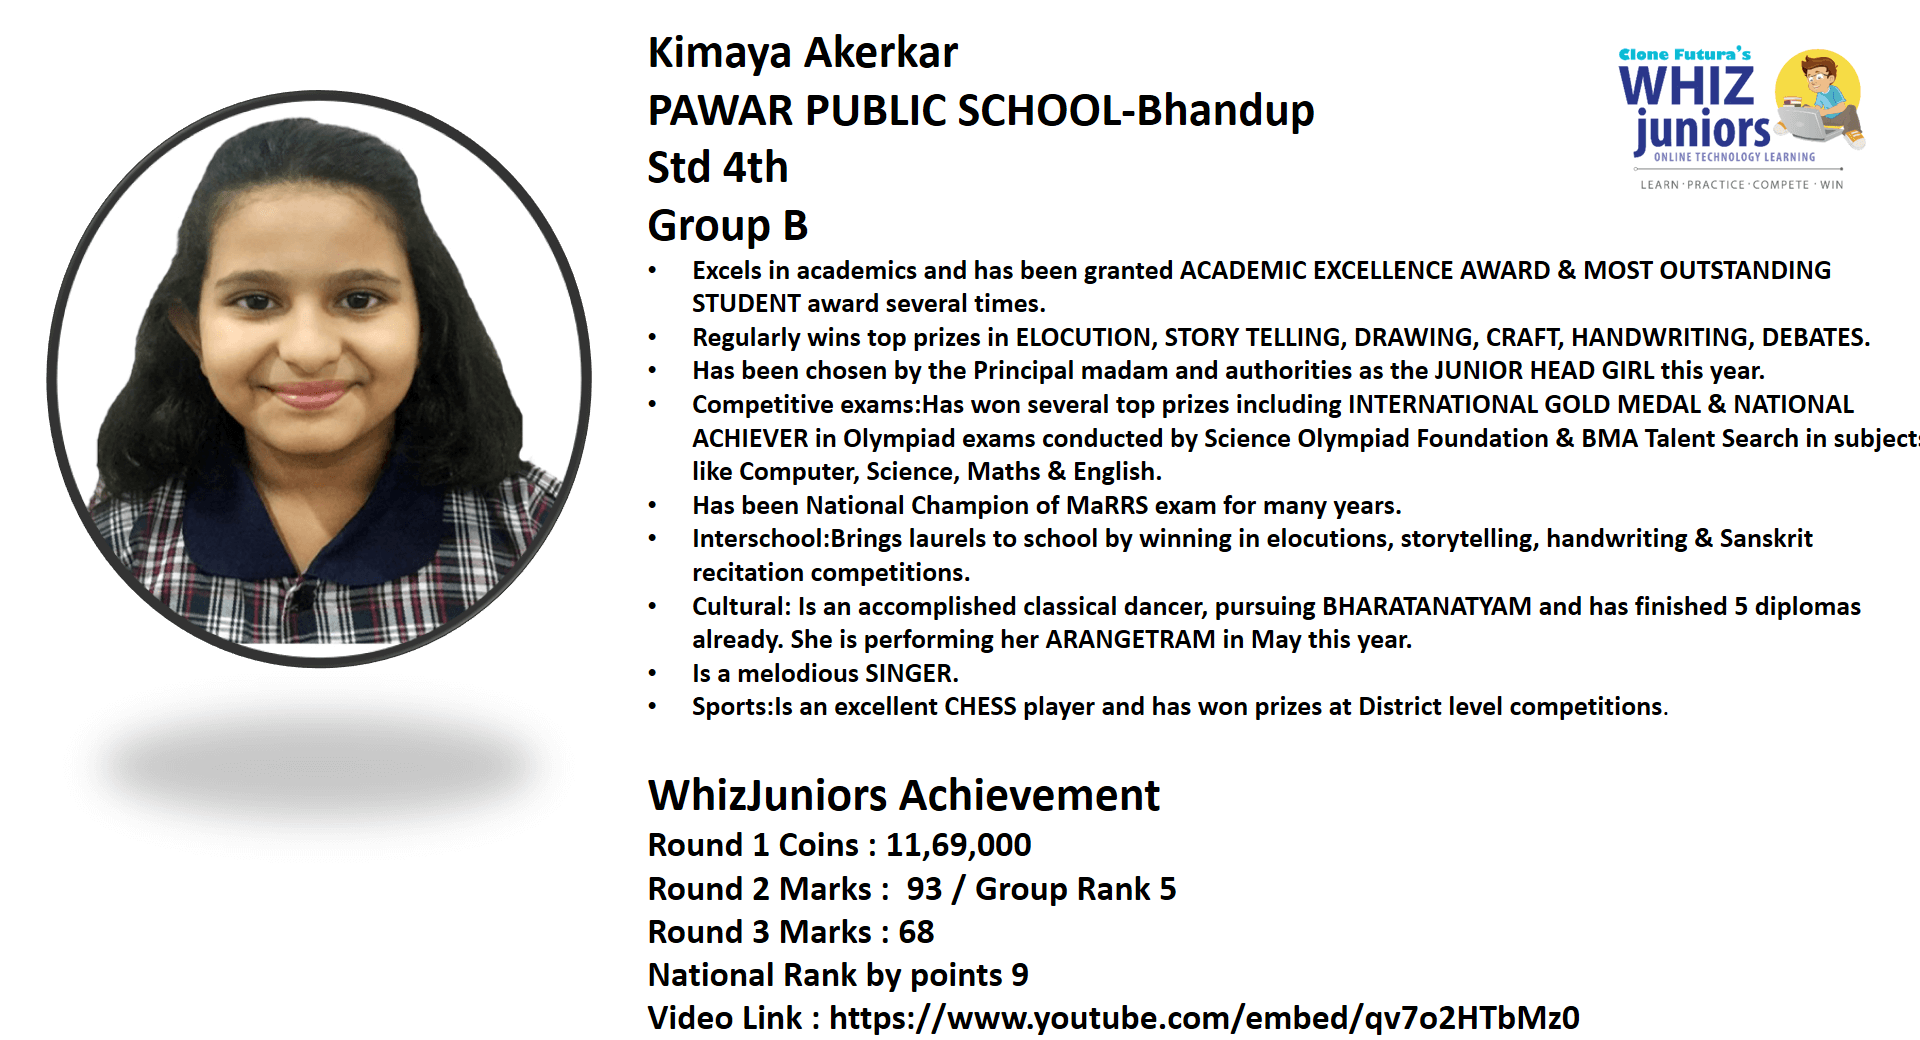 Kimaya Akerkar
PAWAR PUBLIC SCHOOL-Bhandup
Std 4th
Group B
Clone Futura's
WHIZ
juniors
ONLINE TECHNOLOGY LEARNING
LEARN · PRACTICE · COMPETE · WIN
• Excels in academics and has been granted ACADEMIC EXCELLENCE AWARD & MOST OUTSTANDING
STUDENT award several times.
• Regularly wins top prizes in ELOCUTION, STORY TELLING, DRAWING, CRAFT, HANDWRITING, DEBATES.
• Has been chosen by the Principal madam and authorities as the JUNIOR HEAD GIRL this year.
• Competitive exams:Has won several top prizes including INTERNATIONAL GOLD MEDAL & NATIONAL
ACHIEVER in Olympiad exams conducted by Science Olympiad Foundation & BMA Talent Search in subjects
like Computer, Science, Maths & English.
• Has been National Champion of MaRRS exam for many years.
• Interschool:Brings laurels to school by winning in elocutions, storytelling, handwriting & Sanskrit
recitation competitions.
• Cultural: Is an accomplished classical dancer, pursuing BHARATANATYAM and has finished 5 diplomas
already. She is performing her ARANGETRAM in May this year.
• Is a melodious SINGER.
• Sports:Is an excellent CHESS player and has won prizes at District level competitions.
WhizJuniors Achievement
Round 1 Coins : 11,69,000
Round 2 Marks :  93 / Group Rank 5
Round 3 Marks : 68
National Rank by points 9
Video Link : https://www.youtube.com/embed/qv7o2HTbMz0